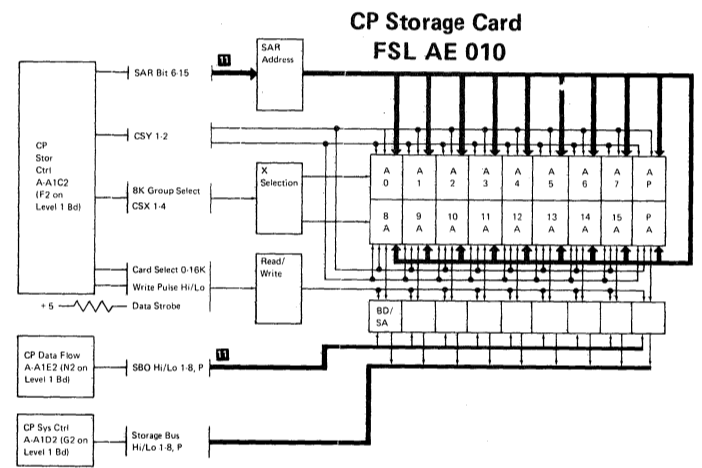 CP Storage Card
FSL AE 010
11
SAR
Address
SAR Bit 6-15
CSY 1-2
CP
Stor
Ctrl
A-A1C2
(F2 on
Level 1 Bd)
8K Group Select
CSX 1-4
X
Selection
A A A A A A A A A
0 1 2 3 4 5 6 7 P
8 9 10 11 12 13 14 15 P
A A A A A A A A A
Card Select 0-16K
Write Pulse Hi/Lo
Read/
Write
+ 5
Data Strobe
BD/
SA
CP Data Flow
A-A1E2 (N2 on
Level 1 Bd)
SBO Hi/Lo 1-8, P
11
CP Sys Ctrl
A-A1D2 (G2 on
Level 1 Bd)
Storage Bus
Hi/Lo 1-8, P